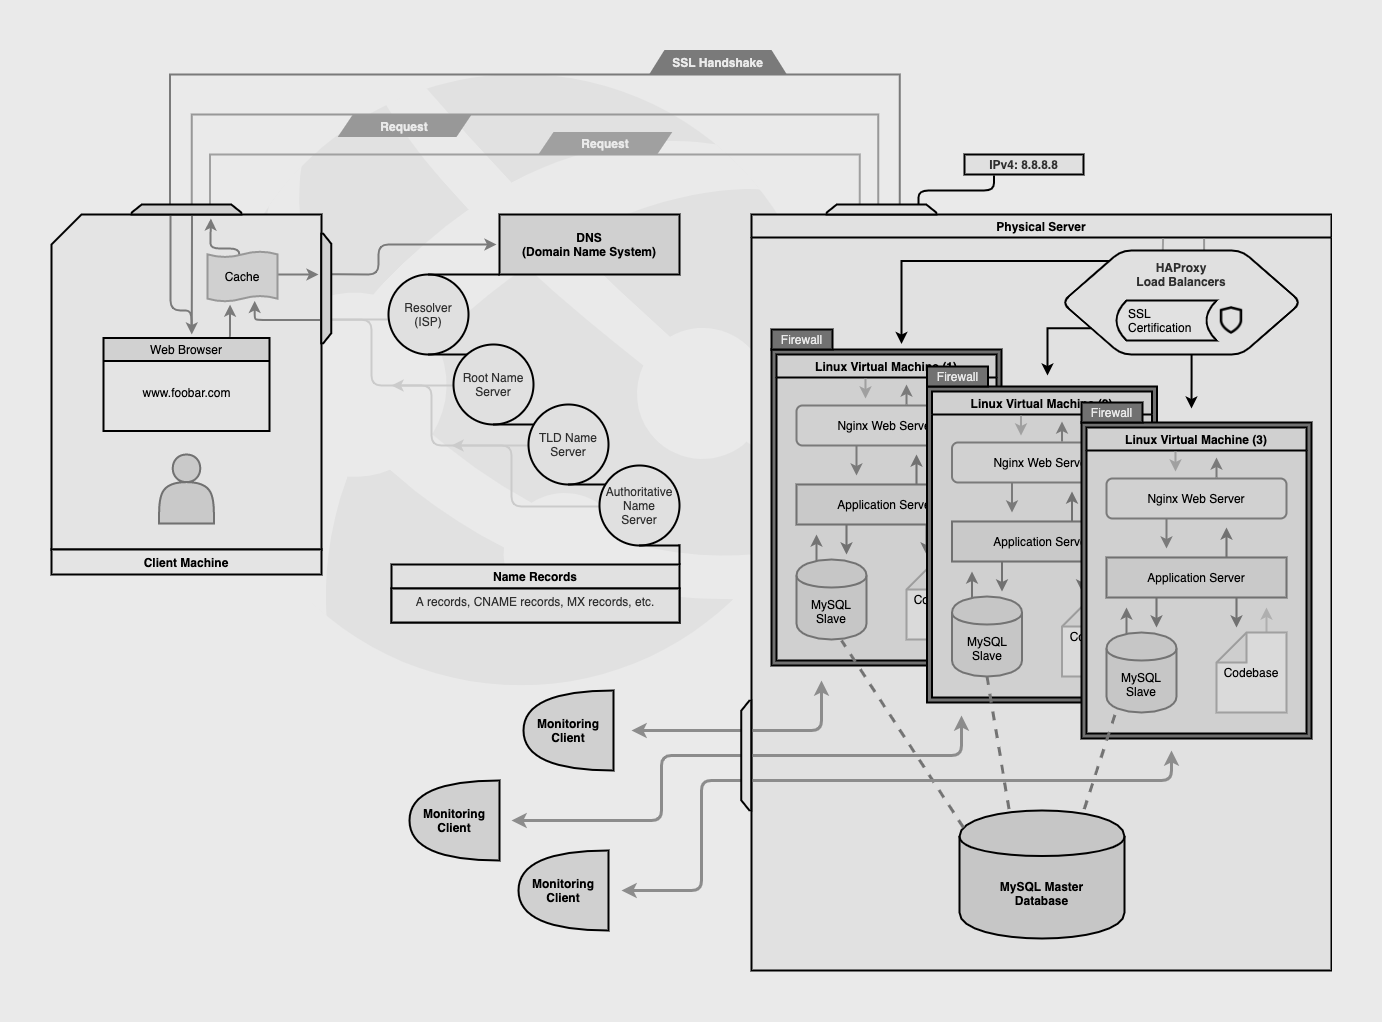 SSL Handshake
Request
Request
IPv4: 8.8.8.8
DNS
(Domain Name System)
Cache
Web Browser
www.foobar.com
Client Machine
Resolver
(ISP)
Root Name
Server
TLD Name
Server
Authoritative
Name
Server
Name Records
A records, CNAME records, MX records, etc.
Monitoring
Client
Monitoring
Client
Monitoring
Client
Physical Server
HAProxy
Load Balancers
SSL
Certification
Firewall
Linux Virtual Machine (1)
Nginx Web Serve
Application Serve
MySQL
Slave
Co
Firewall
Linux Virtual Machine (2)
Nginx Web Serve
Application Serve
MySQL
Slave
Co
Firewall
Linux Virtual Machine (3)
Nginx Web Server
Application Server
MySQL
Slave
Codebase
MySQL Master
Database